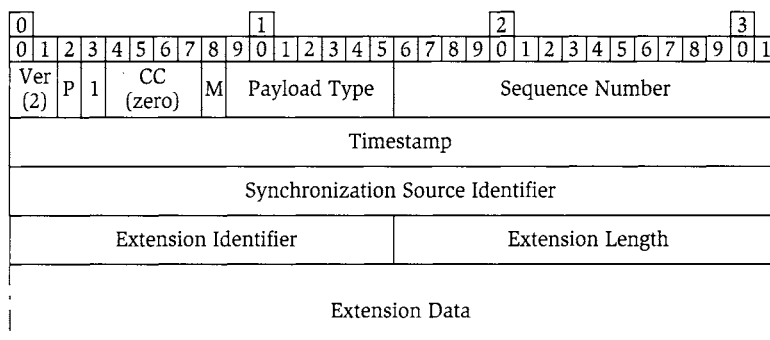 0 1 2 3
0 1 2 3 4 5 6 7 8 9 0 1 2 3 4 5 6 7 8 9 0 1 2 3 4 5 6 7 8 9 0 1
Ver (2) P 1 CC (zero) M Payload Type Sequence Number
Timestamp
Synchronization Source Identifier
Extension Identifier Extension Length
Extension Data